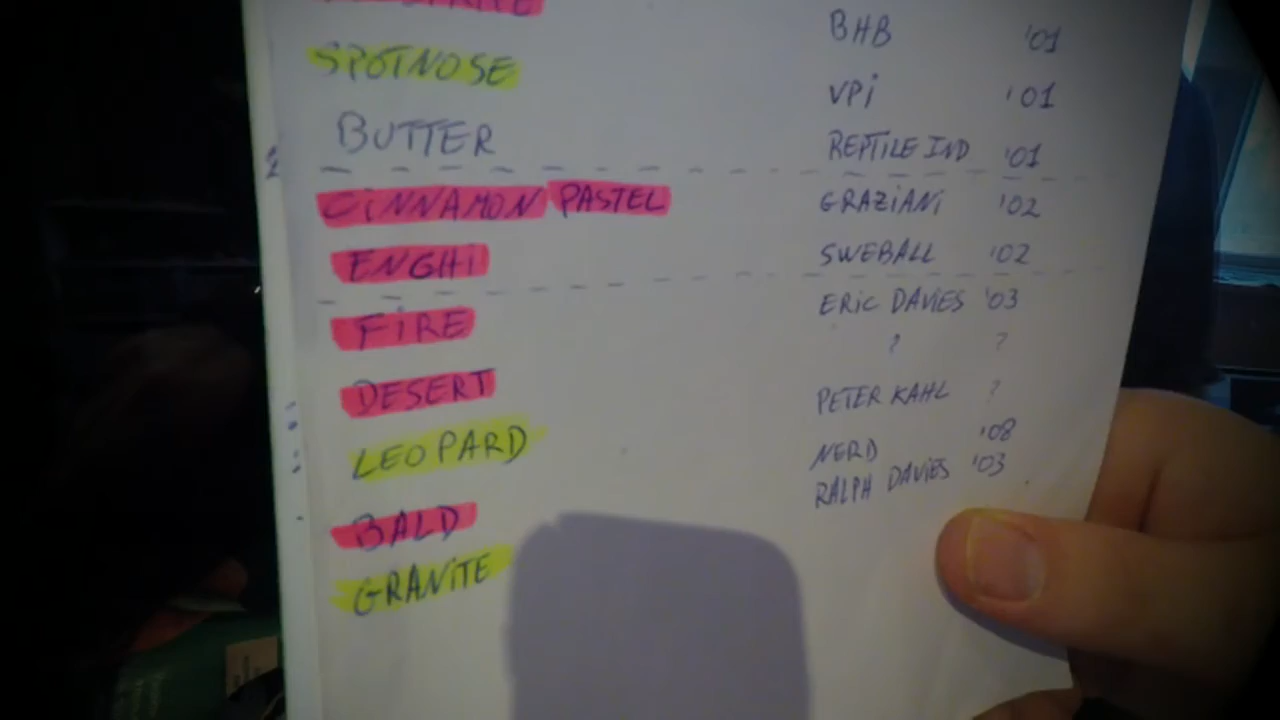 BHB '01
SPOTNOSE VPi '01
BUTTER REPTILE IND '01
CINNAMON PASTEL GRAZiANi '02
ENGHi SWEBALL '02
FiRE ERiC DAViES '03
DESERT ? ?
LEOPARD PETER KAHL ?
BALD NERD '08
GRANiTE RALPH DAViES '03